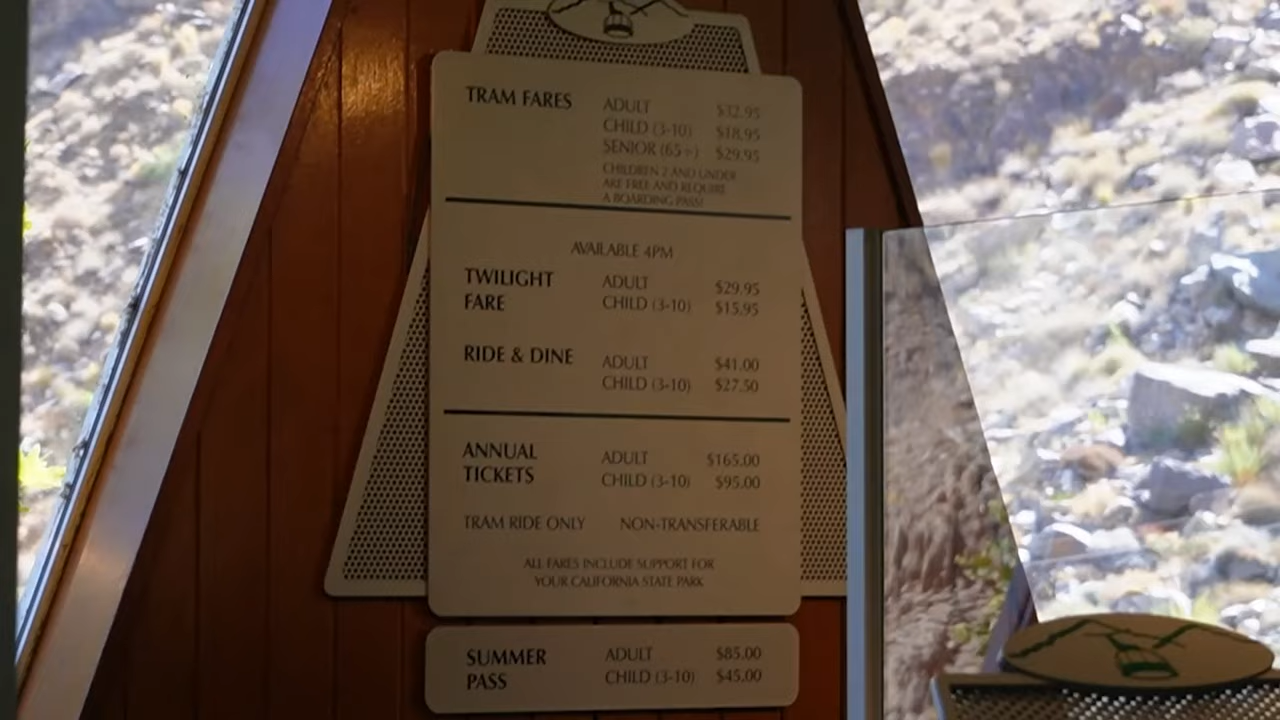 TRAM FARES ADULT $32.95
CHILD (3-10) $18.95
SENIOR (65+) $29.95
CHILDREN 2 AND UNDER
ARE FREE AND REQUIRE
A BOARDING PASS!
AVAILABLE 4PM
TWILIGHT FARE ADULT $29.95
CHILD (3-10) $15.95
RIDE & DINE ADULT $41.00
CHILD (3-10) $27.50
ANNUAL TICKETS ADULT $165.00
CHILD (3-10) $95.00
TRAM RIDE ONLY NON-TRANSFERABLE
ALL FARES INCLUDE SUPPORT FOR
YOUR CALIFORNIA STATE PARK
SUMMER PASS ADULT $85.00
CHILD (3-10) $45.00